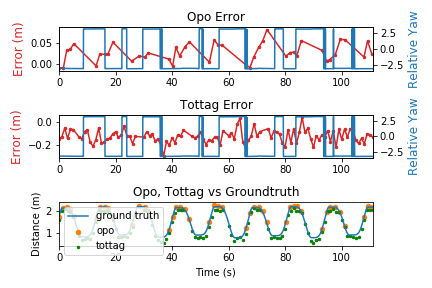 Opo Error
Error (m)
0.05
0.00
2.5
0.0
−2.5
Relative Yaw
0 20 40 60 80 100
Tottag Error
Error (m)
0.0
−0.2
2.5
0.0
−2.5
Relative Yaw
0 20 40 60 80 100
Opo, Tottag vs Groundtruth
Distance (m)
2
1
ground truth
opo
tottag
0 20 40 60 80 100
Time (s)